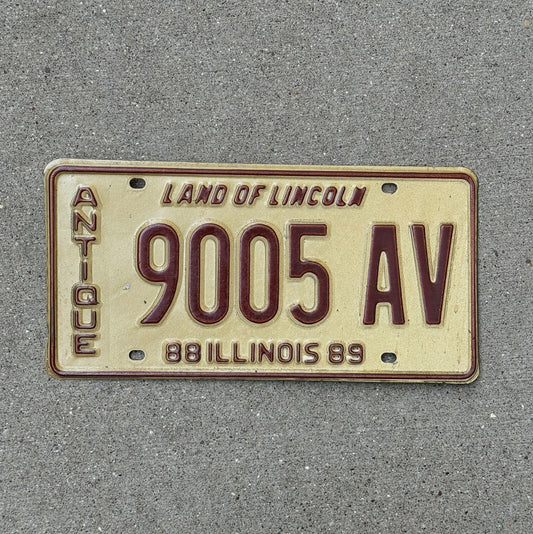 LAND OF LINCOLN
ANTIQUE
9005 AV
88 ILLINOIS 89